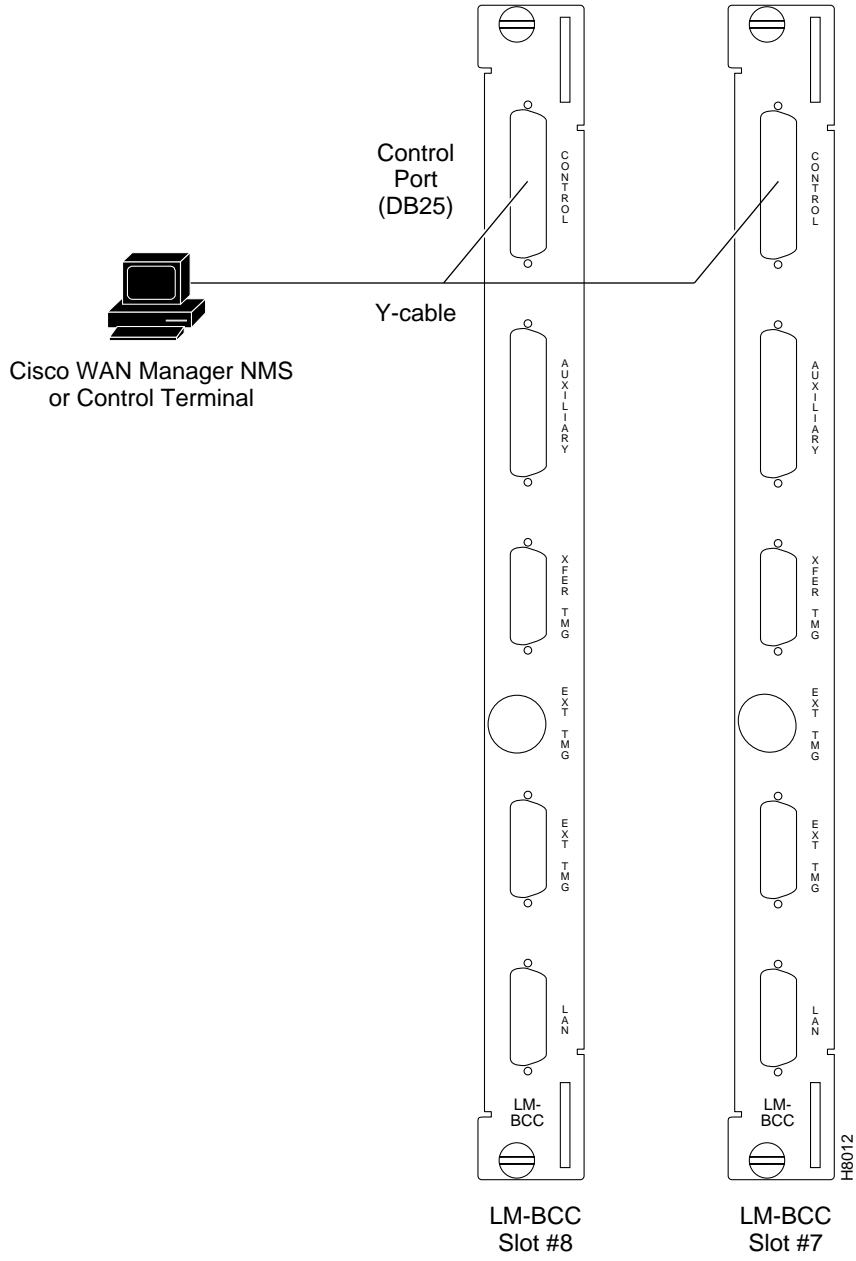 Control
Port
(DB25)
Y-cable
Cisco WAN Manager NMS
or Control Terminal
CONTROL
AUXILIARY
XFER TMG
EXT TMG
EXT TMG
LAN
LM-
BCC
LM-BCC
Slot #8
CONTROL
AUXILIARY
XFER TMG
EXT TMG
EXT TMG
LAN
LM-
BCC
LM-BCC
Slot #7
H8012